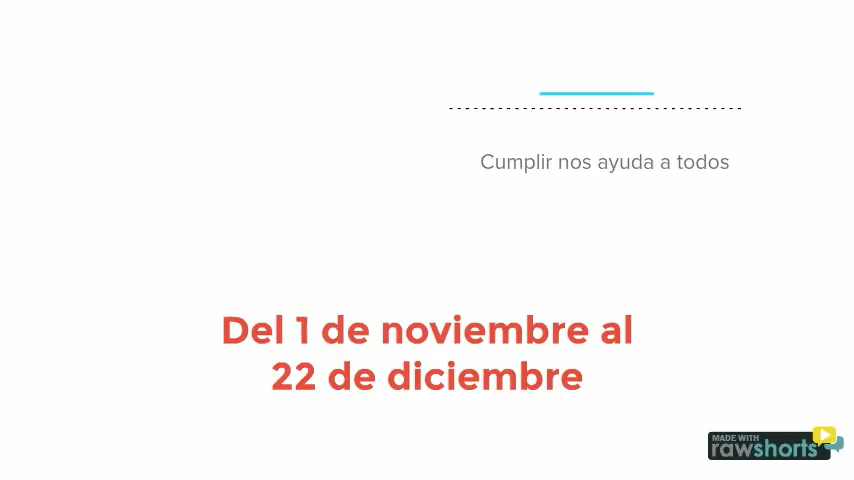 Cumplir nos ayuda a todos
Del 1 de noviembre al
22 de diciembre
MADE WITH
rawshorts